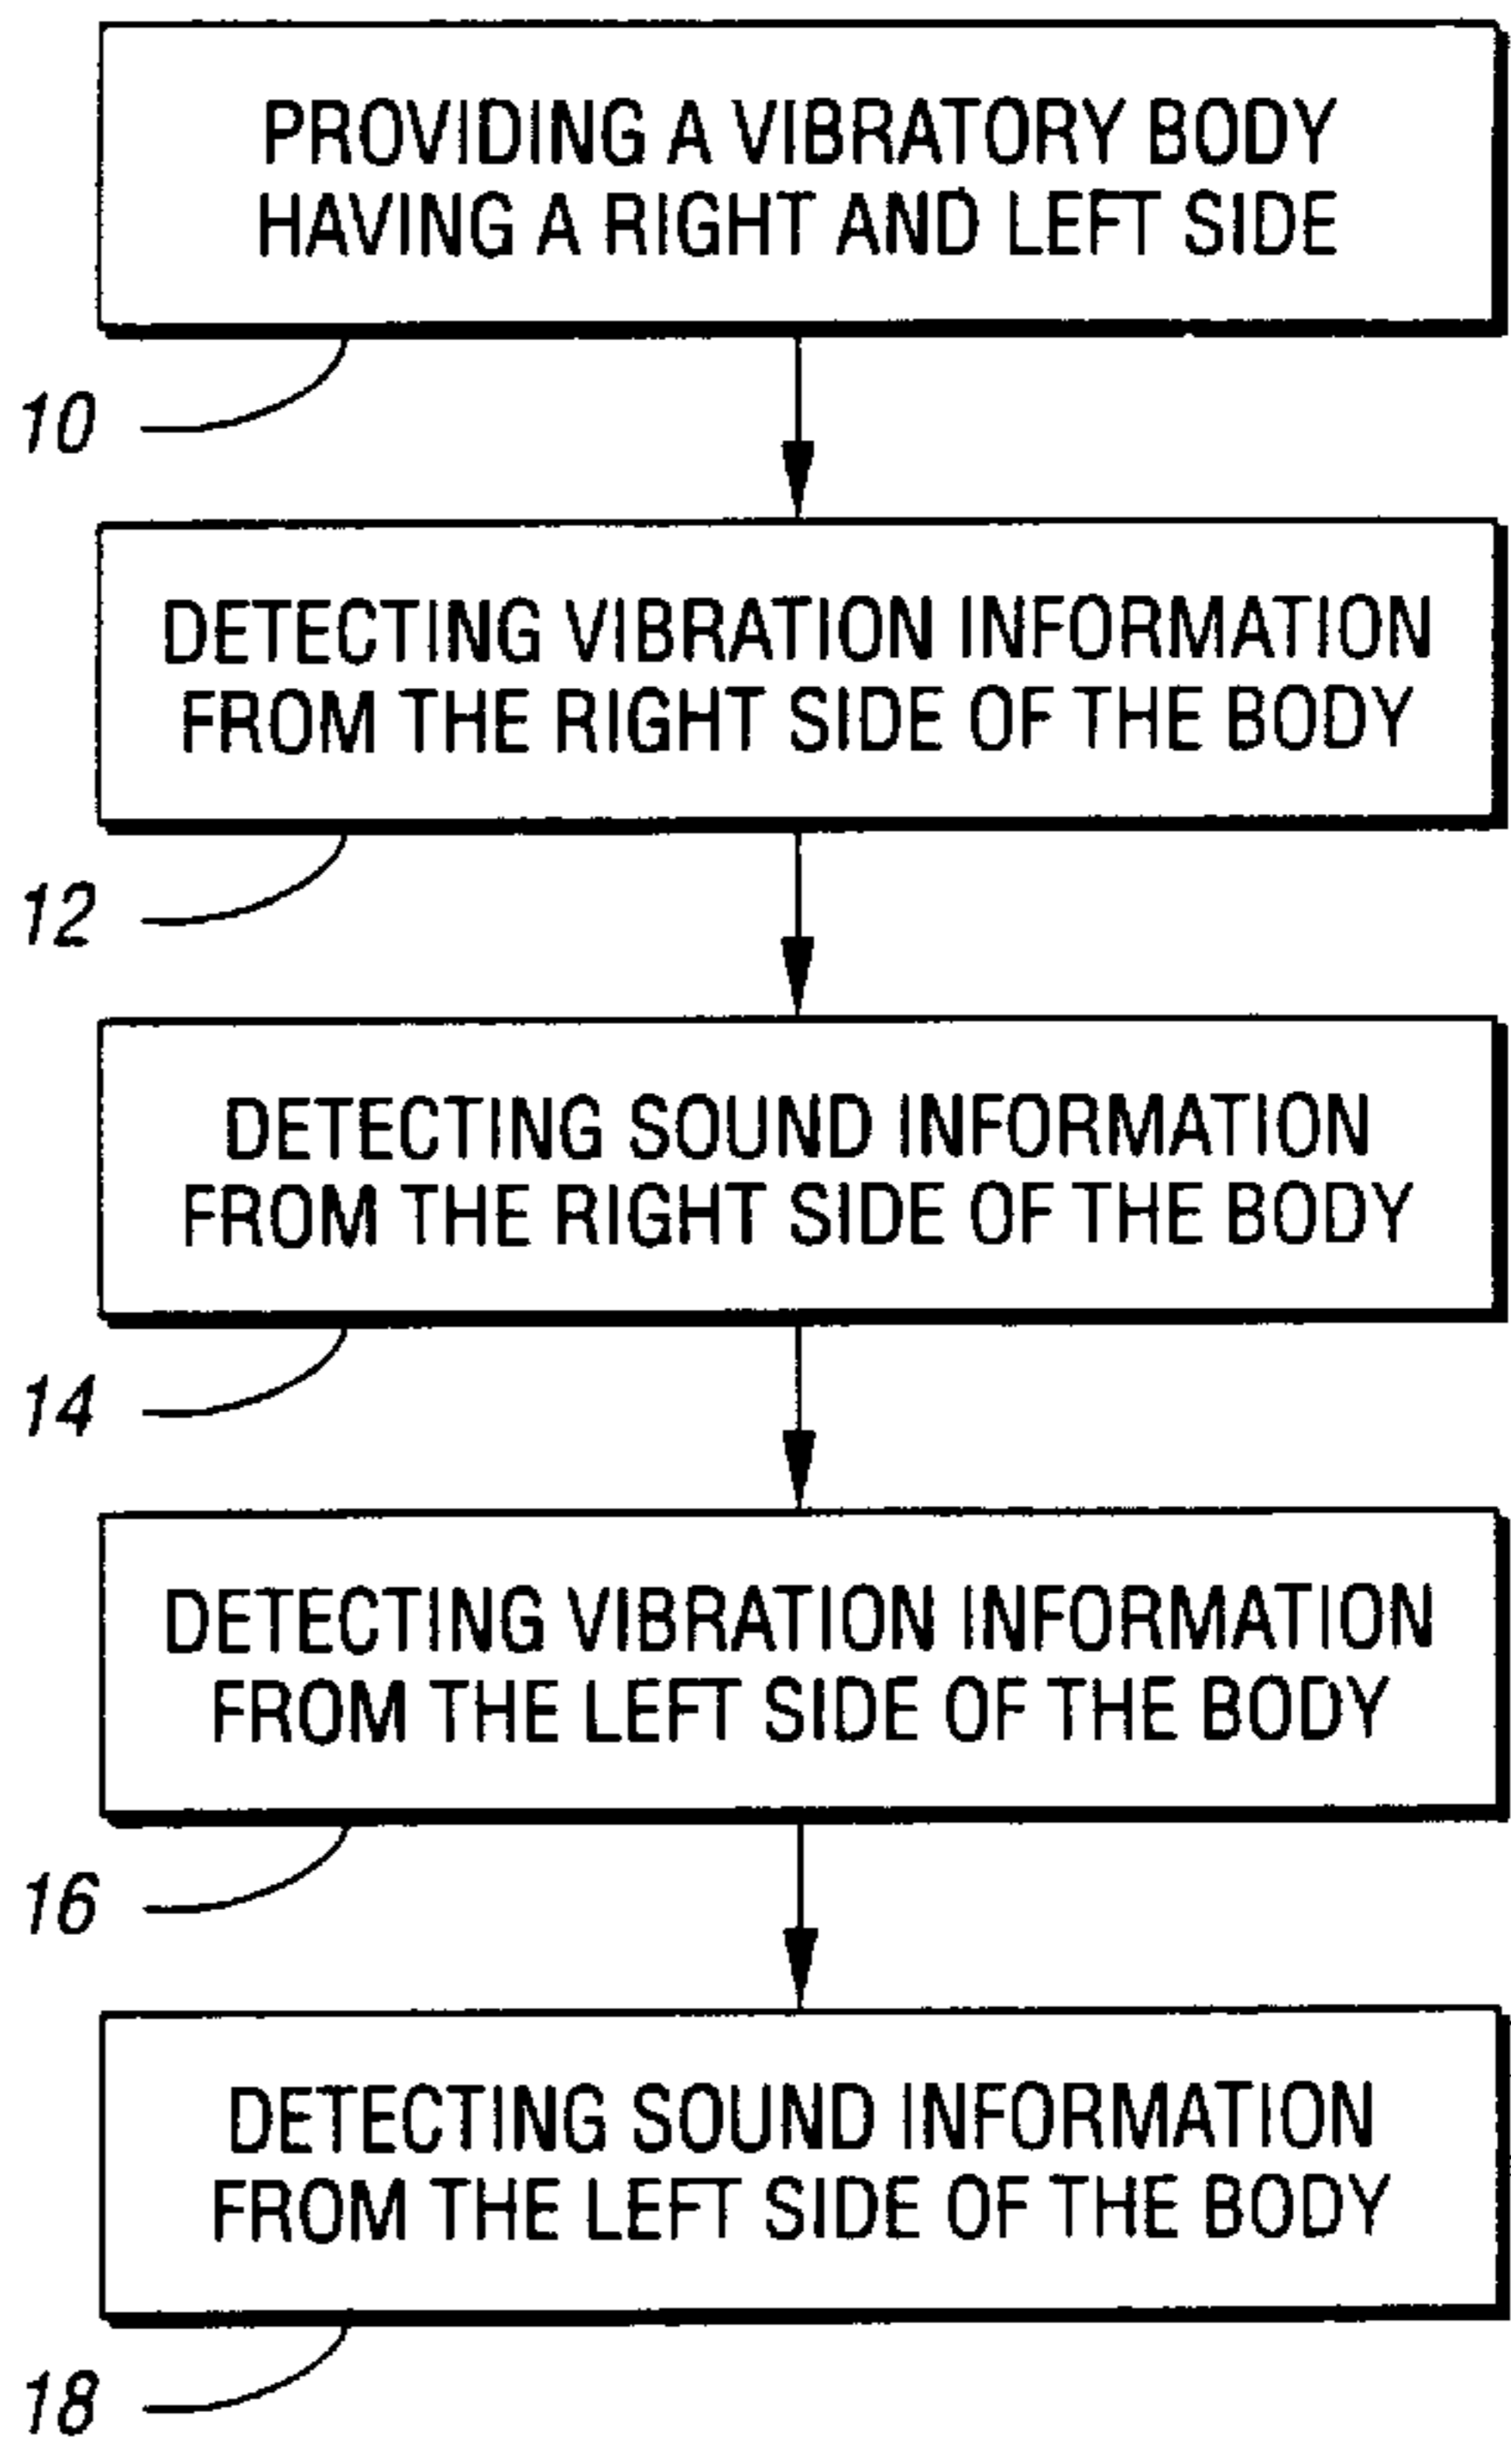 PROVIDING A VIBRATORY BODY
HAVING A RIGHT AND LEFT SIDE
10
DETECTING VIBRATION INFORMATION
FROM THE RIGHT SIDE OF THE BODY
12
DETECTING SOUND INFORMATION
FROM THE RIGHT SIDE OF THE BODY
14
DETECTING VIBRATION INFORMATION
FROM THE LEFT SIDE OF THE BODY
16
DETECTING SOUND INFORMATION
FROM THE LEFT SIDE OF THE BODY
18